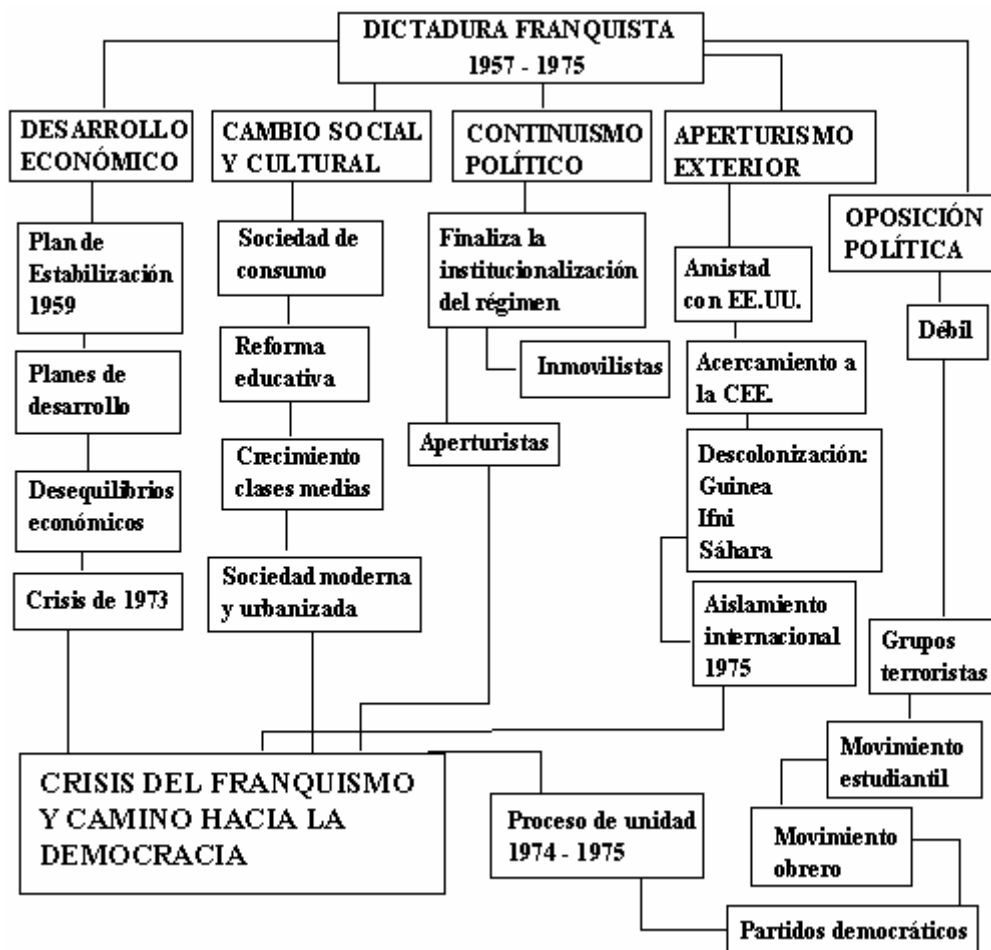 DICTADURA FRANQUISTA
1957 - 1975
DESARROLLO
ECONÓMICO
Plan de
Estabilización
1959
Planes de
desarrollo
Desequilibrios
económicos
Crisis de 1973
CAMBIO SOCIAL
Y CULTURAL
Sociedad de
consumo
Reforma
educativa
Crecimiento
clases medias
Sociedad moderna
y urbanizada
CONTINUISMO
POLÍTICO
Finaliza la
institucionalización
del régimen
Inmovilistas
Aperturistas
APERTURISMO
EXTERIOR
Amistad
con EE.UU.
Acercamiento a
la CEE.
Descolonización:
Guinea
Ifni
Sáhara
Aislamiento
internacional
1975
OPOSICIÓN
POLÍTICA
Débil
Grupos
terroristas
Movimiento
estudiantil
Movimiento
obrero
Partidos democráticos
Proceso de unidad
1974 - 1975
CRISIS DEL FRANQUISMO
Y CAMINO HACIA LA
DEMOCRACIA